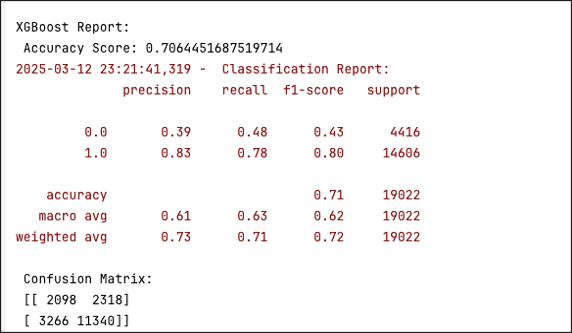 XGBoost Report:
Accuracy Score: 0.7064451687519714
2025-03-12 23:21:41,319 - Classification Report:
precision recall f1-score support
0.0 0.39 0.48 0.43 4416
1.0 0.83 0.78 0.80 14606
accuracy 0.71 19022
macro avg 0.61 0.63 0.62 19022
weighted avg 0.73 0.71 0.72 19022
Confusion Matrix:
[[ 2098 2318]
[ 3266 11340]]